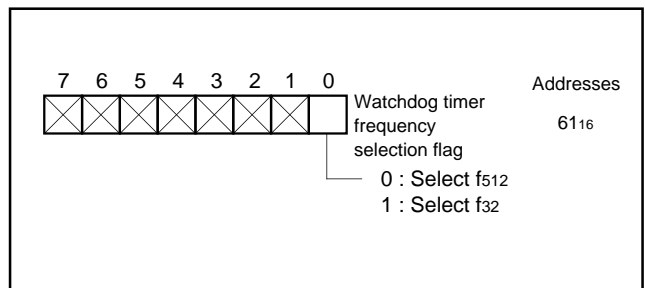 7 6 5 4 3 2 1 0
Addresses
Watchdog timer
frequency
selection flag
6116
0 : Select f512
1 : Select f32